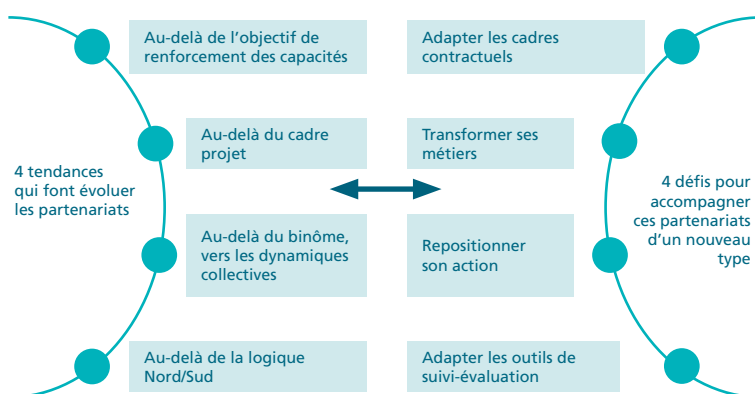 4 tendances
qui font évoluer
les partenariats
Au-delà de l’objectif de
renforcement des capacités
Au-delà du cadre
projet
Au-delà du binôme,
vers les dynamiques
collectives
Au-delà de la logique
Nord/Sud
Adapter les cadres
contractuels
Transformer ses
métiers
Repositionner
son action
Adapter les outils de
suivi-évaluation
4 défis pour
accompagner
ces partenariats
d’un nouveau
type